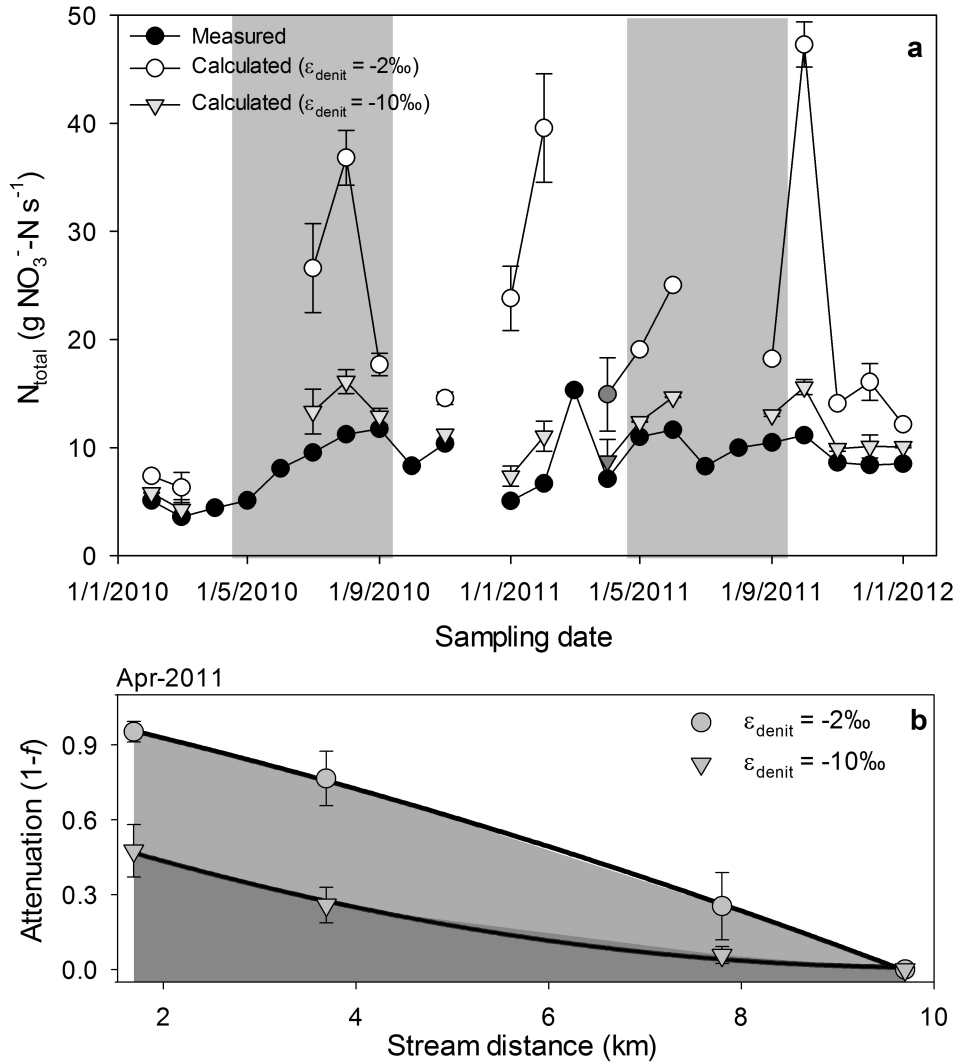 50
40
30
20
10
0
N_total (g NO₃⁻-N s⁻¹)
Measured
Calculated (ε_denit = -2‰)
Calculated (ε_denit = -10‰)
a
1/1/2010 1/5/2010 1/9/2010 1/1/2011 1/5/2011 1/9/2011 1/1/2012
Sampling date
Apr-2011
0.9
0.6
0.3
0.0
Attenuation (1-f)
ε_denit = -2‰
ε_denit = -10‰
b
2 4 6 8 10
Stream distance (km)